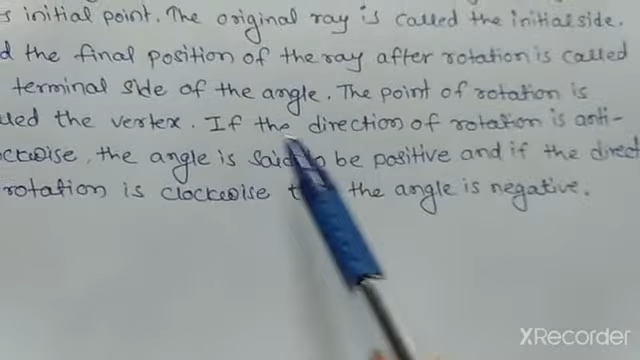 initial point. The original ray is called the initial side.
the final position of the ray after rotation is called
terminal side of the angle. The point of rotation is
the vertex. If the direction of rotation is anti-
the angle is said to be positive and if the direct
rotation is clockwise the angle is negative.
XRecorder